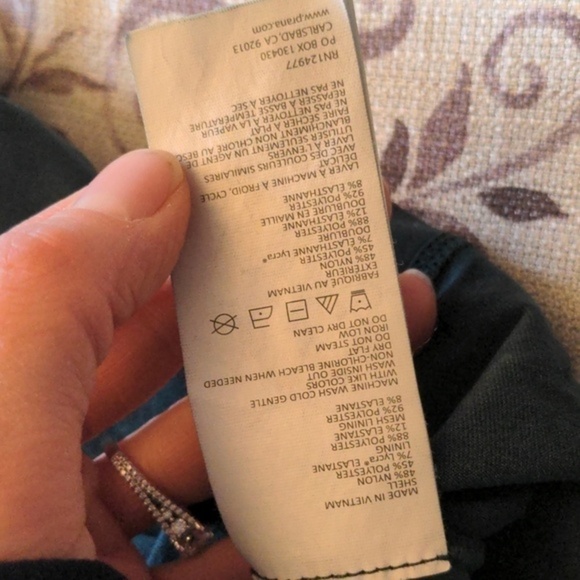 MADE IN VIETNAM
SHELL
48% NYLON
45% POLYESTER
7% Lycra® ELASTANE
LINING
88% POLYESTER
12% ELASTANE
MESH LINING
92% POLYESTER
8% ELASTANE
MACHINE WASH COLD GENTLE
WITH LIKE COLORS
WASH INSIDE OUT
NON-CHLORINE BLEACH WHEN NEEDED
DRY FLAT
DO NOT STEAM
IRON LOW
DO NOT DRY CLEAN
FABRIQUÉ AU VIETNAM
EXTÉRIEUR
48% NYLON
45% POLYESTER
7% ELASTHANNE Lycra®
DOUBLURE
88% POLYESTER
12% ELASTHANNE
DOUBLURE EN MAILLE
92% POLYESTER
8% ELASTHANNE
LAVER À MACHINE À FROID, CYCLE
DÉLICAT
AVEC DES COULEURS SIMILAIRES
LAVER À L'ENVERS
UTILISER SEULEMENT UN AGENT DE
BLANCHIMENT NON CHLORÉ AU
FAIRE SÉCHER À PLAT
NE PAS NETTOYER À LA VAPEUR
REPASSER À BASSE TEMPÉRATURE
NE PAS NETTOYER À SEC
RN124977
PO BOX 130430
CARLSBAD, CA 92013
www.prana.com